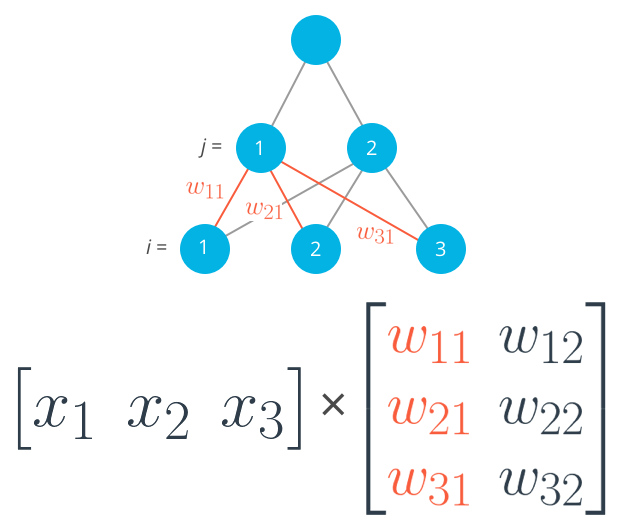 j = 1 2
w11 w21 w31
i = 1 2 3
[x1 x2 x3] × [w11 w12
w21 w22
w31 w32]